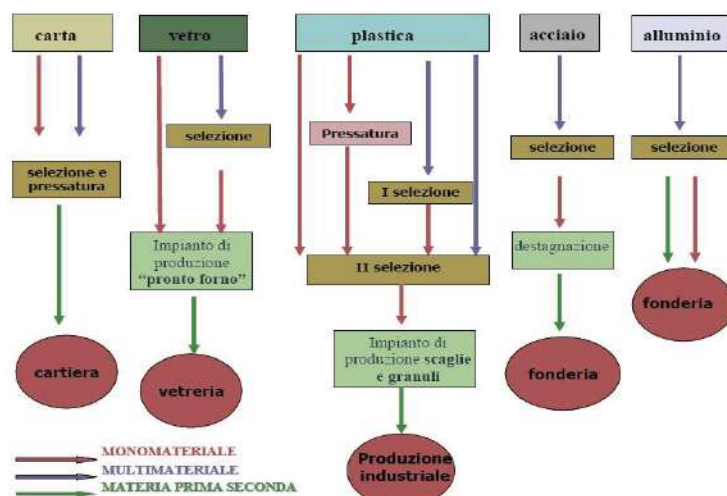 carta
vetro
plastica
acciaio
alluminio
selezione
Pressatura
selezione
selezione
selezione e
pressatura
I selezione
Impianto di
produzione
“pronto forno”
destagnazione
II selezione
fonderia
Impianto di
produzione scaglie
e granuli
cartiera
vetreria
fonderia
MONOMATERIALE
MULTIMATERIALE
MATERIA PRIMA SECONDA
Produzione
industriale